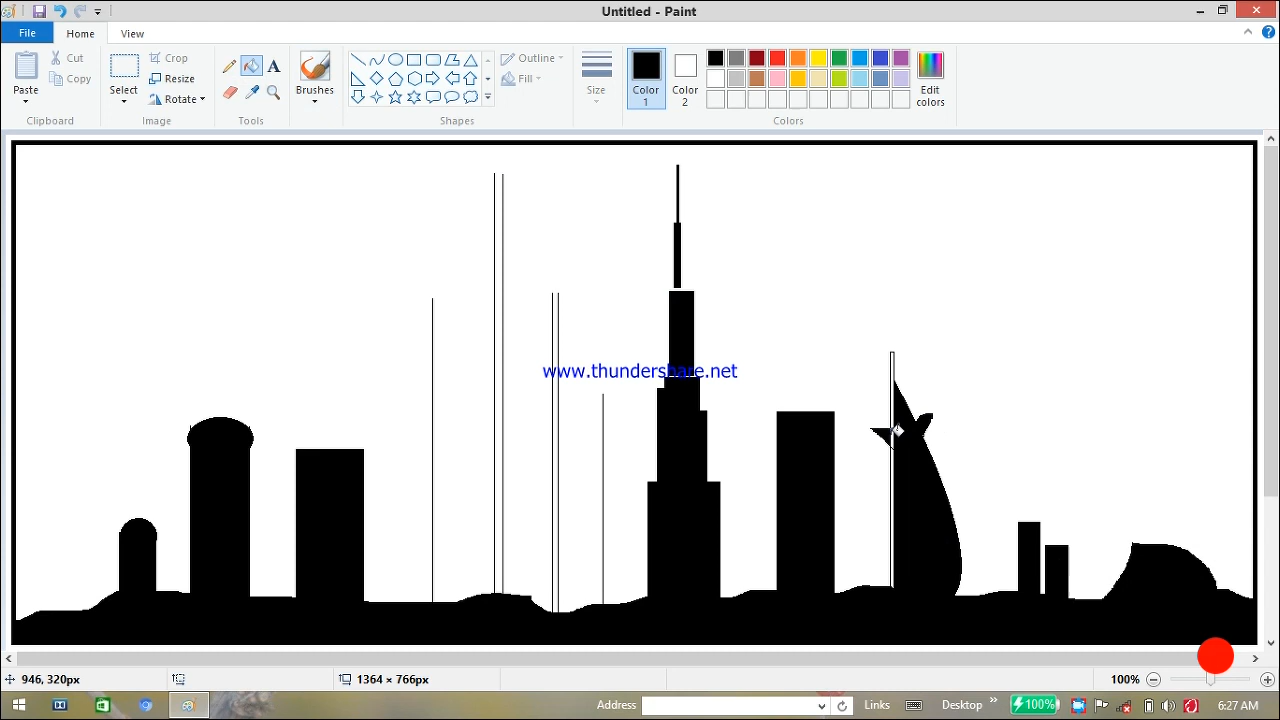 Untitled - Paint
File
Home
View
Paste
Cut
Copy
Clipboard
Select
Crop
Resize
Rotate
Image
A
Tools
Brushes
Outline
Fill
Shapes
Size
Color 1
Color 2
Edit colors
Colors
www.thundershare.net
946, 320px
1364 × 766px
100%
Address
Links
Desktop
100%
6:27 AM